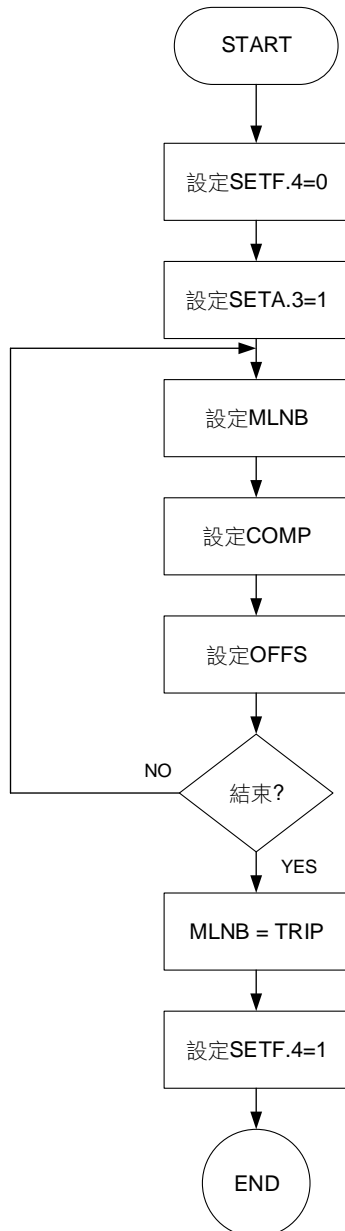 START
設定SETF.4=0
設定SETA.3=1
設定MLNB
設定COMP
設定OFFS
NO
結束?
YES
MLNB = TRIP
設定SETF.4=1
END